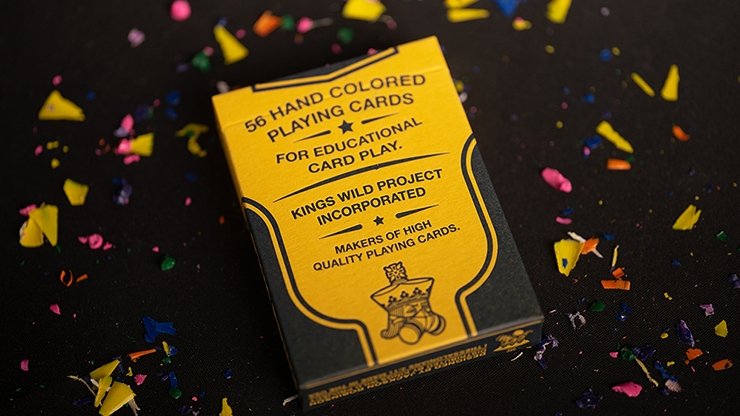 56 HAND COLORED
PLAYING CARDS
FOR EDUCATIONAL
CARD PLAY.
KINGS WILD PROJECT
INCORPORATED
MAKERS OF HIGH
QUALITY PLAYING CARDS.